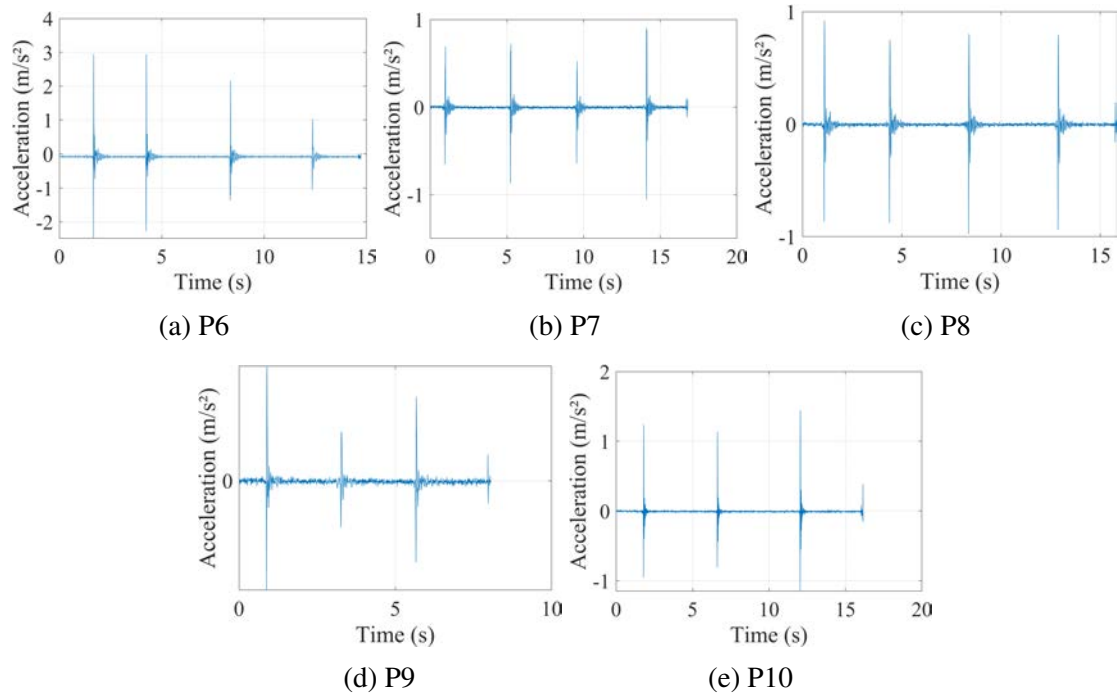 Acceleration (m/s²)
4
3
2
1
0
-1
-2
0 5 10 15
Time (s)
(a) P6
Acceleration (m/s²)
1
0
-1
0 5 10 15 20
Time (s)
(b) P7
Acceleration (m/s²)
1
0
-1
0 5 10 15
Time (s)
(c) P8
Acceleration (m/s²)
0
0 5 10
Time (s)
(d) P9
Acceleration (m/s²)
2
1
0
-1
0 5 10 15 20
Time (s)
(e) P10